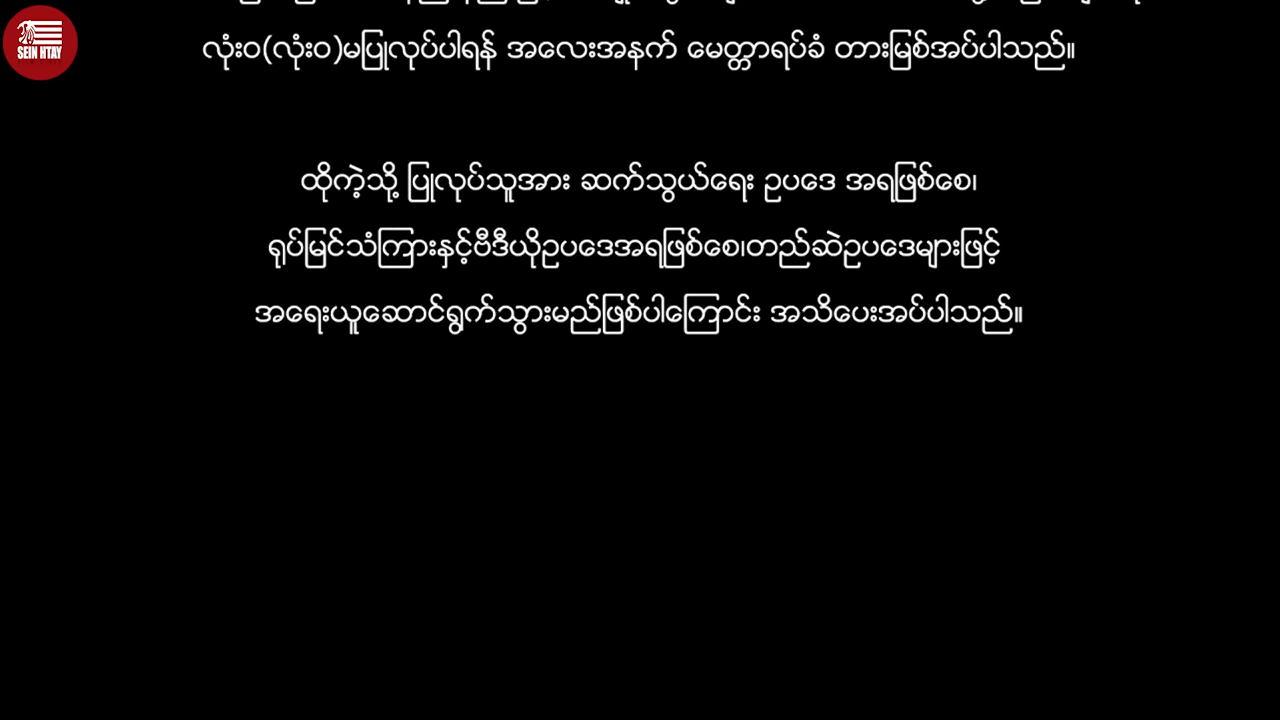 SEIN HTAY
လုံးဝ(လုံးဝ)မပြုလုပ်ပါရန် အလေးအနက် မေတ္တာရပ်ခံ တားမြစ်အပ်ပါသည်။
ထိုကဲ့သို့ ပြုလုပ်သူအား ဆက်သွယ်ရေး ဥပဒေ အရဖြစ်စေ၊
ရုပ်မြင်သံကြားနှင့်ဗီဒီယိုဥပဒေအရဖြစ်စေ၊တည်ဆဲဥပဒေများဖြင့်
အရေးယူဆောင်ရွက်သွားမည်ဖြစ်ပါကြောင်း အသိပေးအပ်ပါသည်။